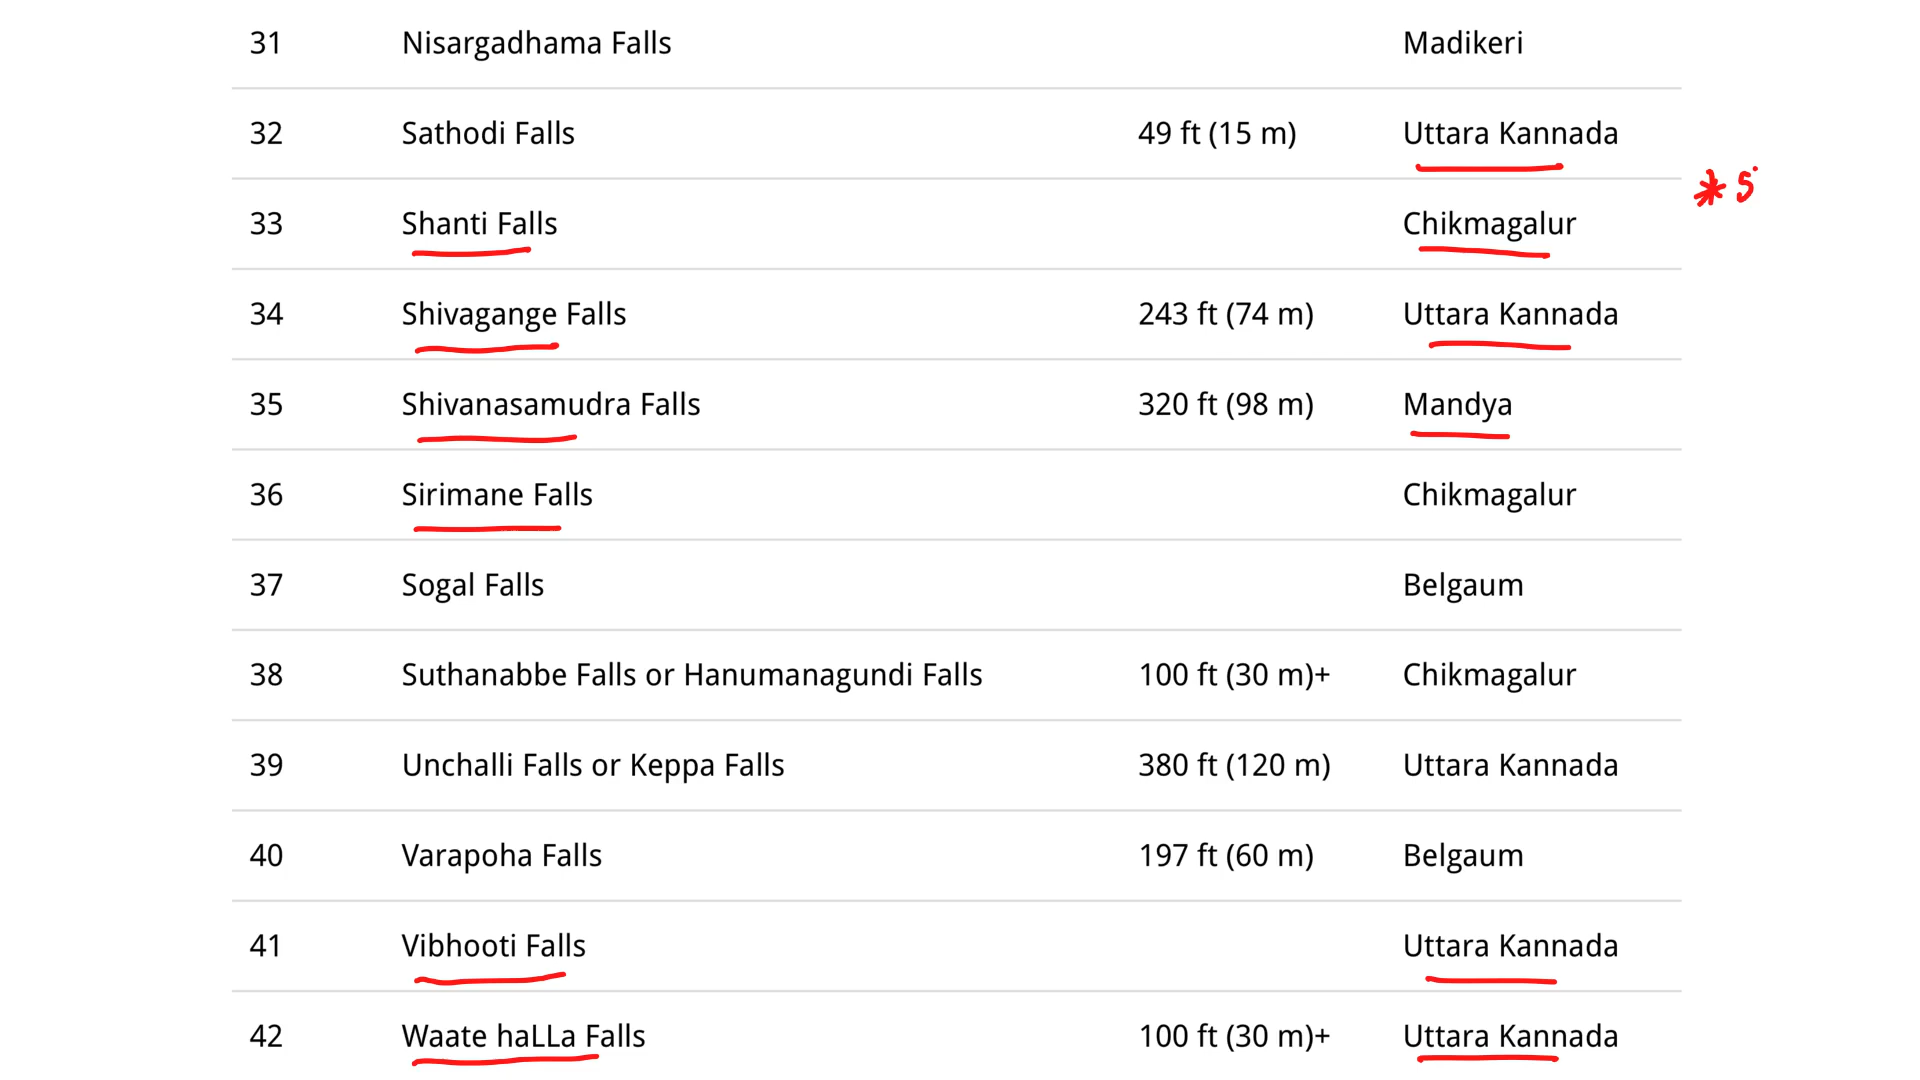 31 Nisargadhama Falls Madikeri
32 Sathodi Falls 49 ft (15 m) Uttara Kannada
* 5
33 Shanti Falls Chikmagalur
34 Shivagange Falls 243 ft (74 m) Uttara Kannada
35 Shivanasamudra Falls 320 ft (98 m) Mandya
36 Sirimane Falls Chikmagalur
37 Sogal Falls Belgaum
38 Suthanabbe Falls or Hanumanagundi Falls 100 ft (30 m)+ Chikmagalur
39 Unchalli Falls or Keppa Falls 380 ft (120 m) Uttara Kannada
40 Varapoha Falls 197 ft (60 m) Belgaum
41 Vibhooti Falls Uttara Kannada
42 Waate haLLa Falls 100 ft (30 m)+ Uttara Kannada